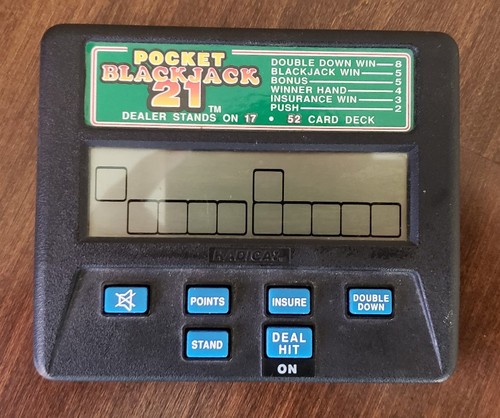 POCKET
BLACKJACK
21™
DOUBLE DOWN WIN—8
BLACKJACK WIN—5
BONUS—5
WINNER HAND—4
INSURANCE WIN—3
PUSH—2
DEALER STANDS ON 17 • 52 CARD DECK
RADICA
POINTS
INSURE
DOUBLE
DOWN
STAND
DEAL
HIT
ON